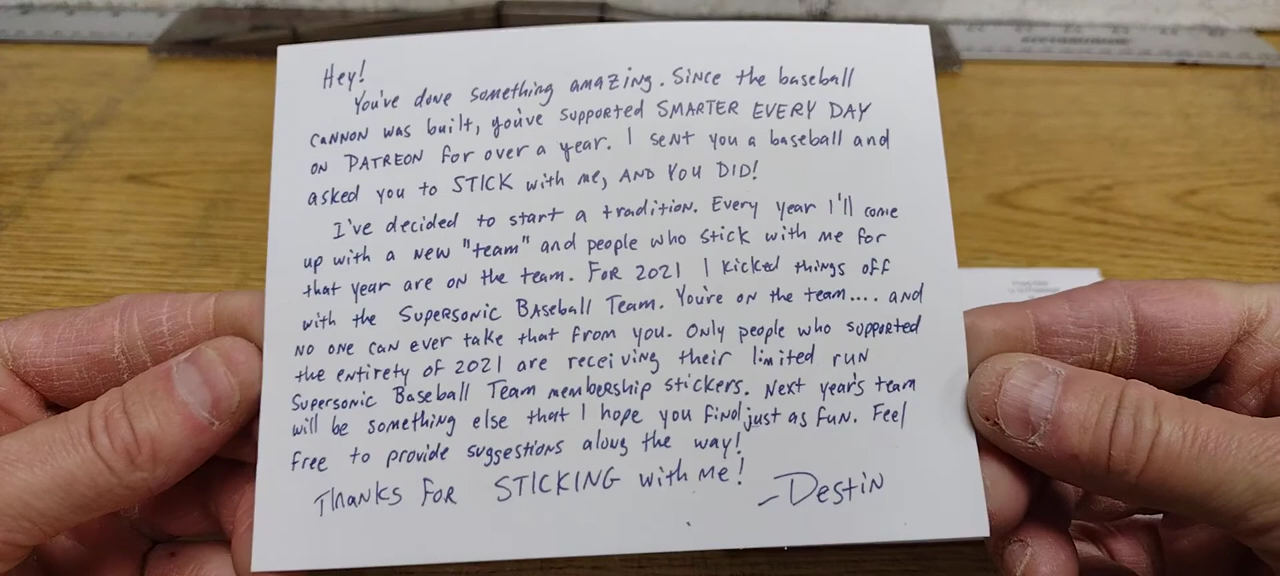 Hey!
You've done something amazing. Since the baseball
cannon was built, you've supported SMARTER EVERY DAY
ON PATREON for over a year. I sent you a baseball and
asked you to STICK with me, AND YOU DID!
I've decided to start a tradition. Every year I'll come
up with a new "team" and people who stick with me for
that year are on the team. For 2021 I kicked things off
with the Supersonic Baseball Team. You're on the team.... and
no one can ever take that from you. Only people who supported
the entirety of 2021 are receiving their limited run
Supersonic Baseball Team membership stickers. Next year's team
will be something else that I hope you find just as fun. Feel
free to provide suggestions along the way!
Thanks for STICKING with me!
-Destin